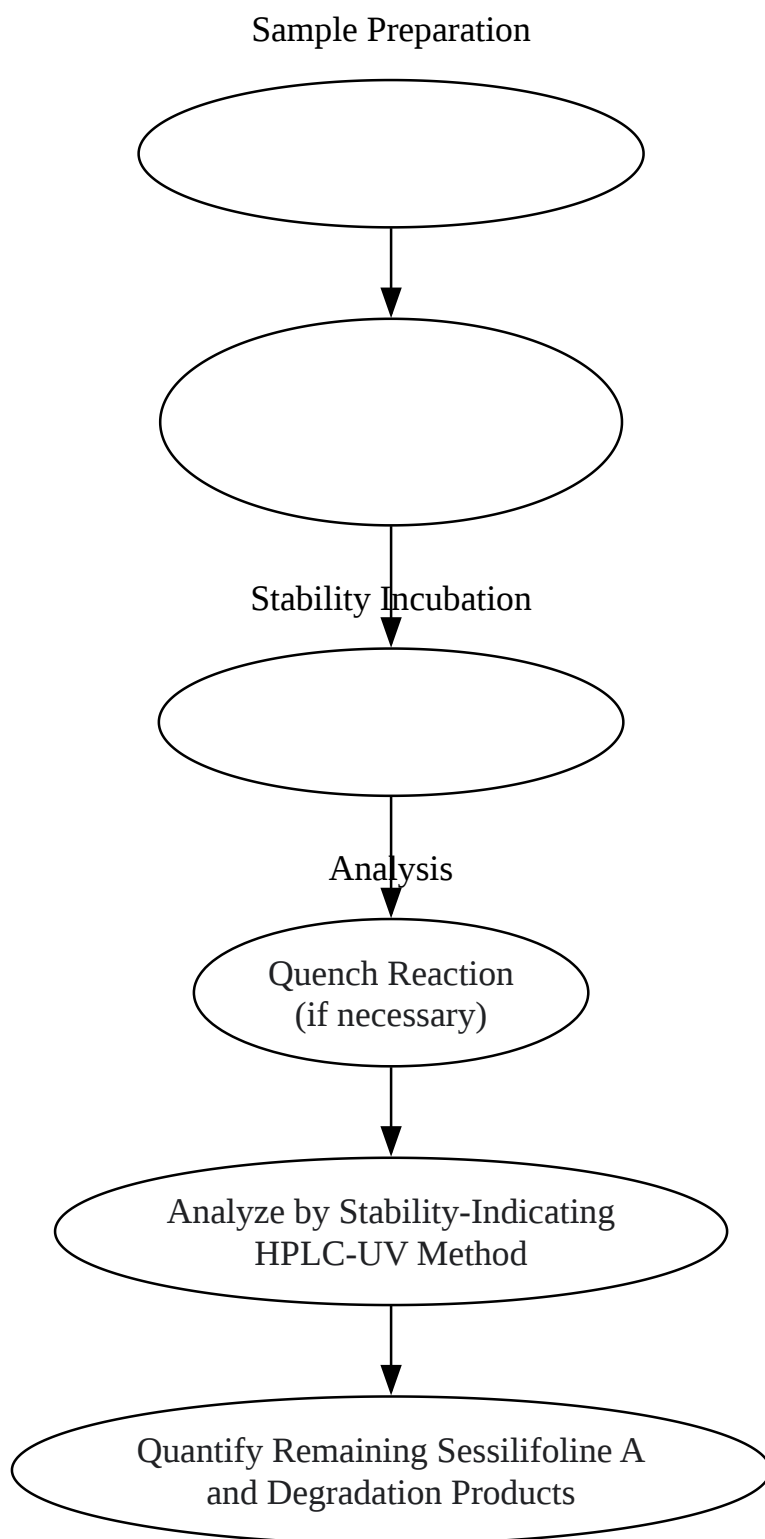 Sample Preparation
Stability Incubation
Analysis
Quench Reaction
(if necessary)
Analyze by Stability-Indicating
HPLC-UV Method
Quantify Remaining Sessilifoline A
and Degradation Products